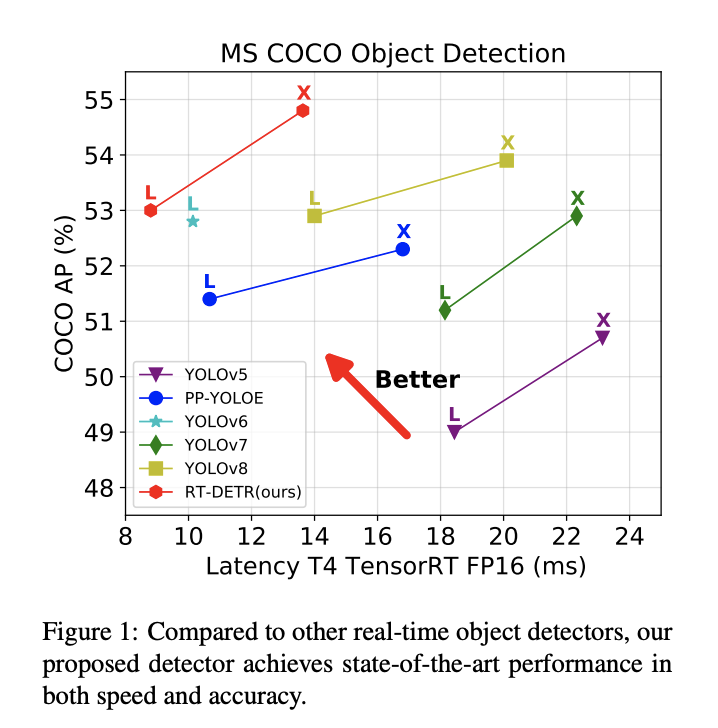 MS COCO Object Detection
COCO AP (%)
55
54
53
52
51
50
49
48
X
L
L
L
X
L
X
L
X
L
X
Better
YOLOv5
PP-YOLOE
YOLOv6
YOLOv7
YOLOv8
RT-DETR(ours)
8 10 12 14 16 18 20 22 24
Latency T4 TensorRT FP16 (ms)
Figure 1: Compared to other real-time object detectors, our
proposed detector achieves state-of-the-art performance in
both speed and accuracy.